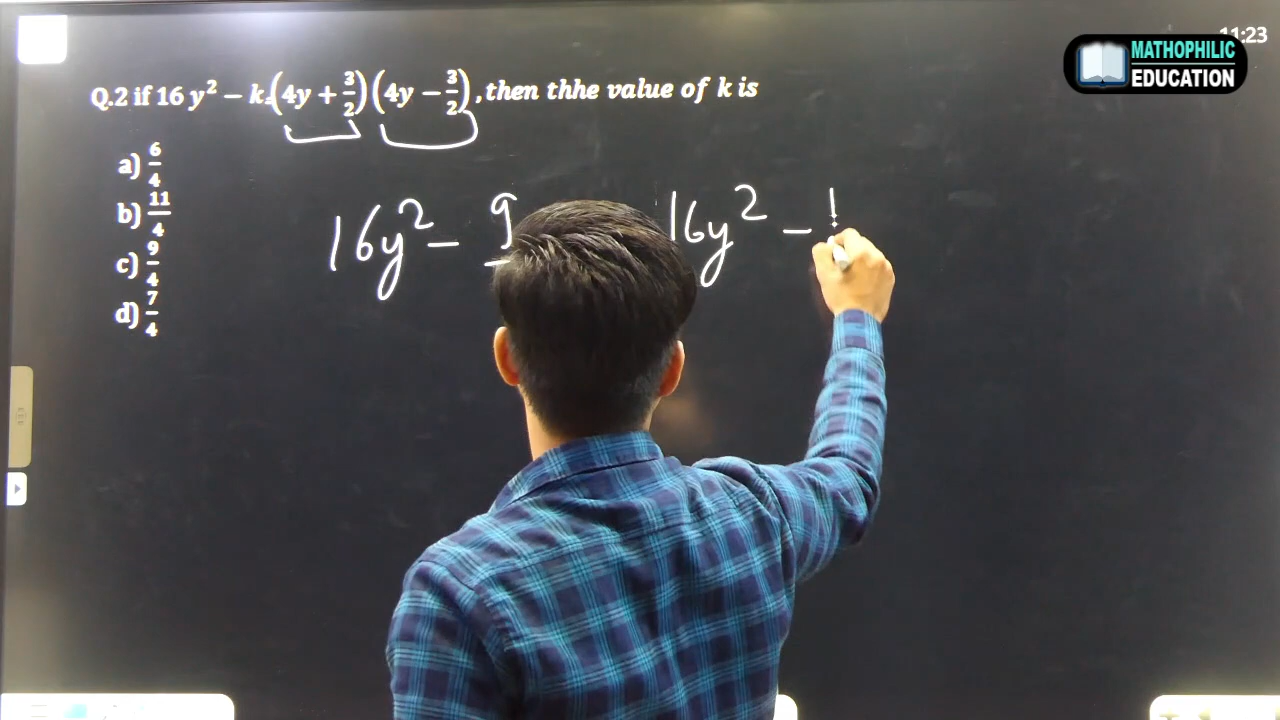 11:23
MATHOPHILIC
EDUCATION
Q.2 if 16 y² − k.(4y + 3/2)(4y − 3/2), then thhe value of k is
a) 6/4
b) 11/4
c) 9/4
d) 7/4
16y² − 9 16y² −